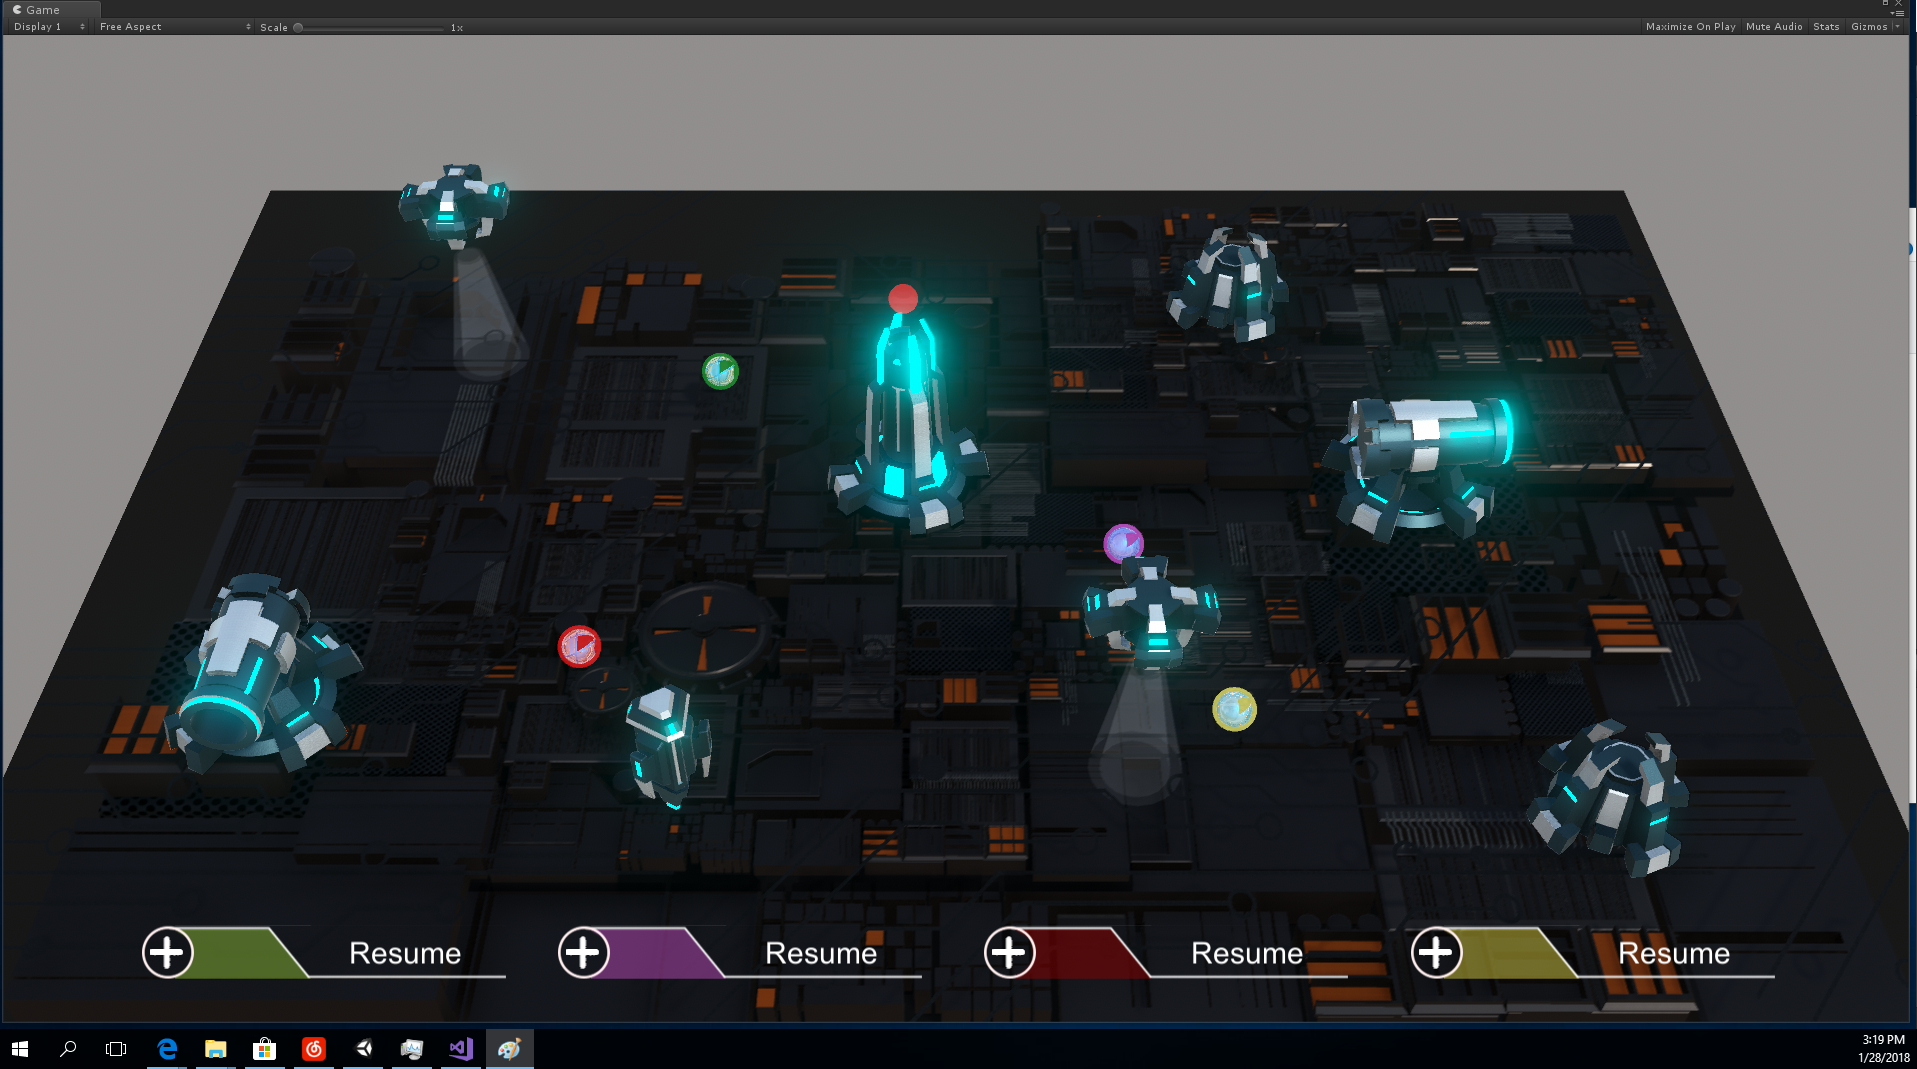 Game
Display 1 Free Aspect Scale 1x Maximize On Play Mute Audio Stats Gizmos
Resume Resume Resume Resume
3:19 PM
1/28/2018